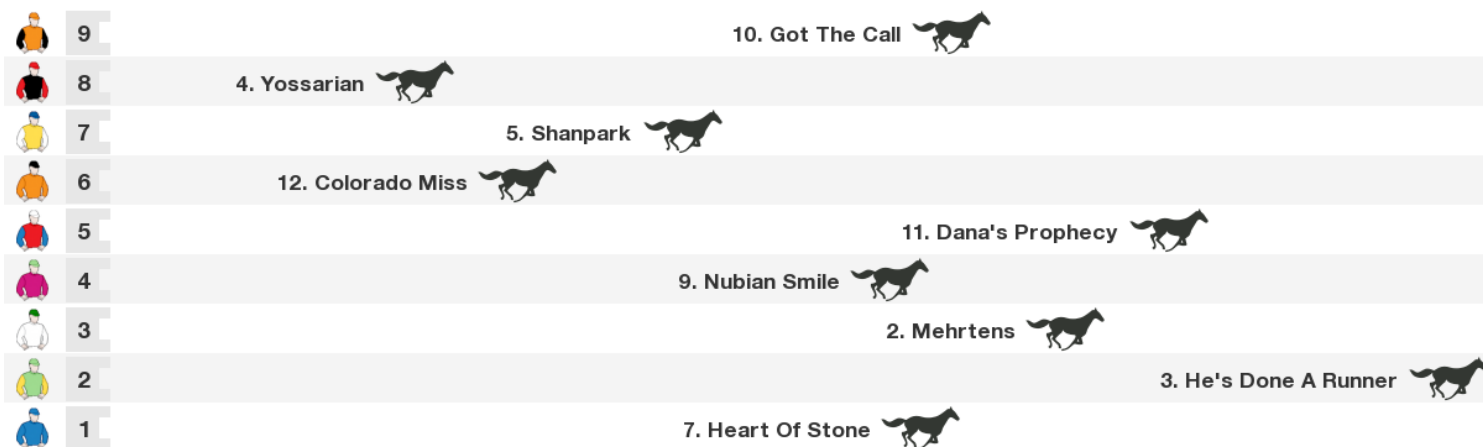 9 10. Got The Call
8 4. Yossarian
7 5. Shanpark
6 12. Colorado Miss
5 11. Dana's Prophecy
4 9. Nubian Smile
3 2. Mehrtens
2 3. He's Done A Runner
1 7. Heart Of Stone